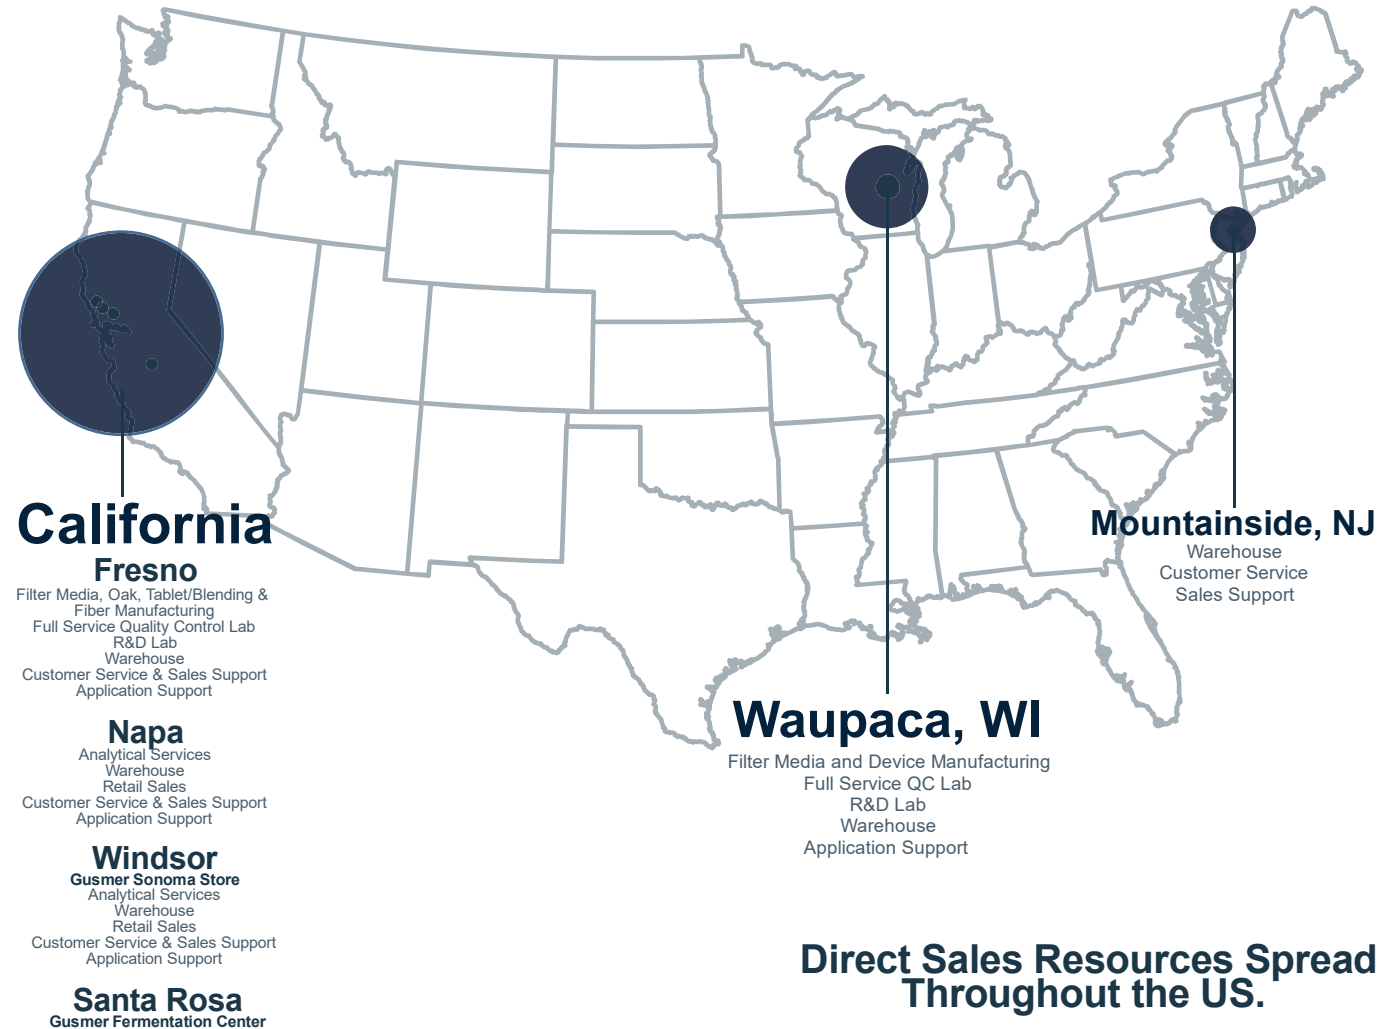 California
Fresno
Filter Media, Oak, Tablet/Blending &
Fiber Manufacturing
Full Service Quality Control Lab
R&D Lab
Warehouse
Customer Service & Sales Support
Application Support
Napa
Analytical Services
Warehouse
Retail Sales
Customer Service & Sales Support
Application Support
Windsor
Gusmer Sonoma Store
Analytical Services
Warehouse
Retail Sales
Customer Service & Sales Support
Application Support
Santa Rosa
Gusmer Fermentation Center
Waupaca, WI
Filter Media and Device Manufacturing
Full Service QC Lab
R&D Lab
Warehouse
Application Support
Mountainside, NJ
Warehouse
Customer Service
Sales Support
Direct Sales Resources Spread
Throughout the US.